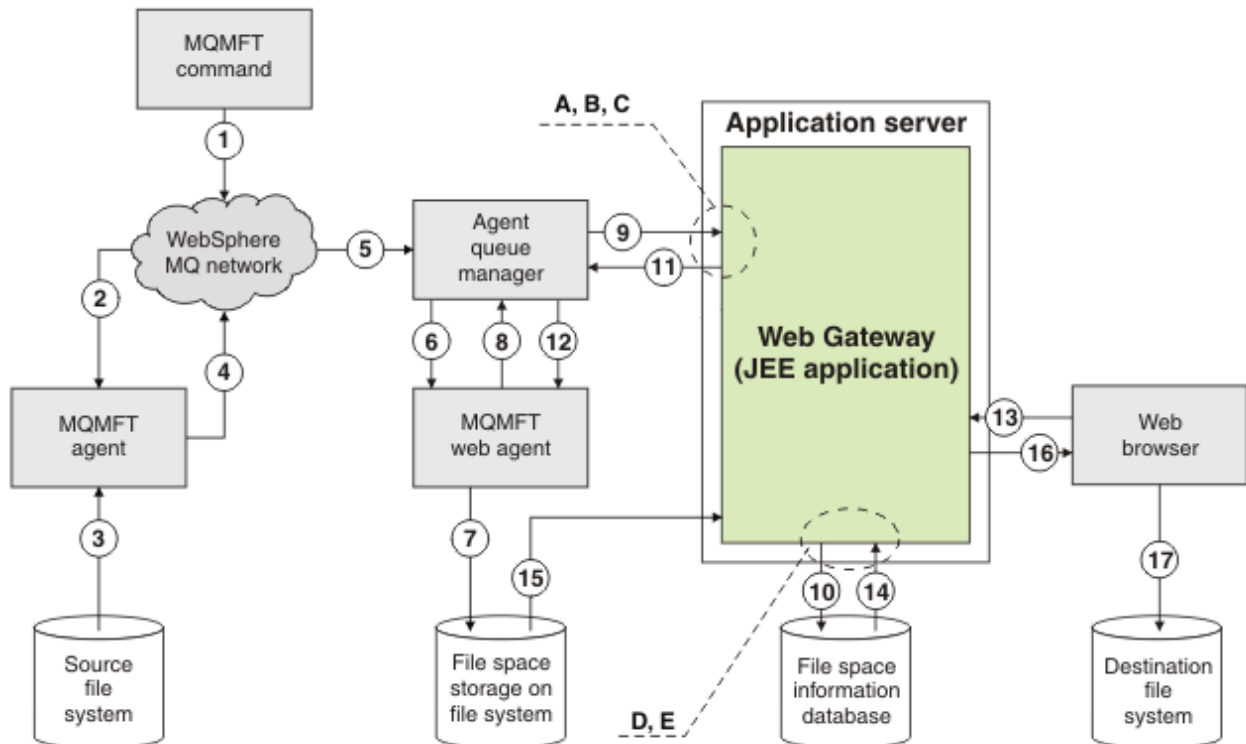 MQMFT
command
1
A, B, C
Application server
WebSphere
MQ network
5
Agent
queue
manager
9
11
2
4
6
8
12
Web Gateway
(JEE application)
MQMFT
agent
MQMFT
web agent
13
16
Web
browser
3
7
15
10
14
17
Source
file
system
File space
storage on
file system
D, E
File space
information
database
Destination
file
system